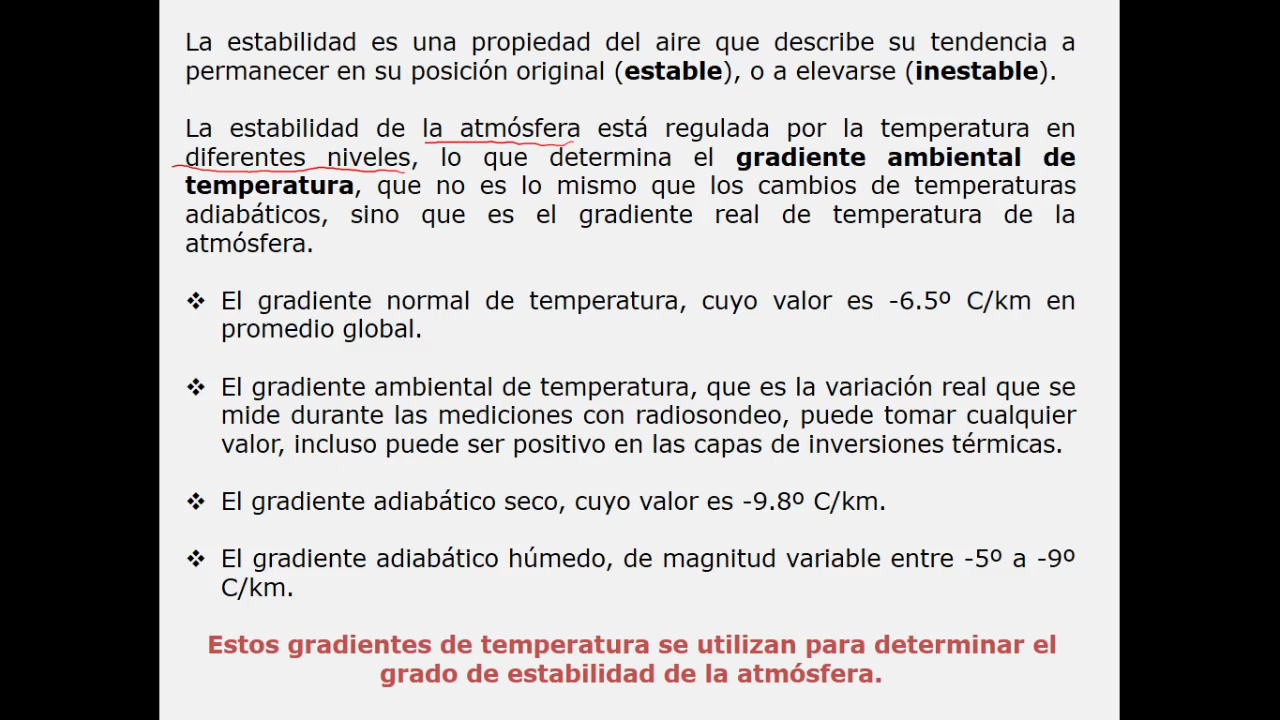 La estabilidad es una propiedad del aire que describe su tendencia a
permanecer en su posición original (estable), o a elevarse (inestable).
La estabilidad de la atmósfera está regulada por la temperatura en
diferentes niveles, lo que determina el gradiente ambiental de
temperatura, que no es lo mismo que los cambios de temperaturas
adiabáticos, sino que es el gradiente real de temperatura de la
atmósfera.
❖ El gradiente normal de temperatura, cuyo valor es -6.5º C/km en
promedio global.
❖ El gradiente ambiental de temperatura, que es la variación real que se
mide durante las mediciones con radiosondeo, puede tomar cualquier
valor, incluso puede ser positivo en las capas de inversiones térmicas.
❖ El gradiente adiabático seco, cuyo valor es -9.8º C/km.
❖ El gradiente adiabático húmedo, de magnitud variable entre -5º a -9º
C/km.
Estos gradientes de temperatura se utilizan para determinar el
grado de estabilidad de la atmósfera.